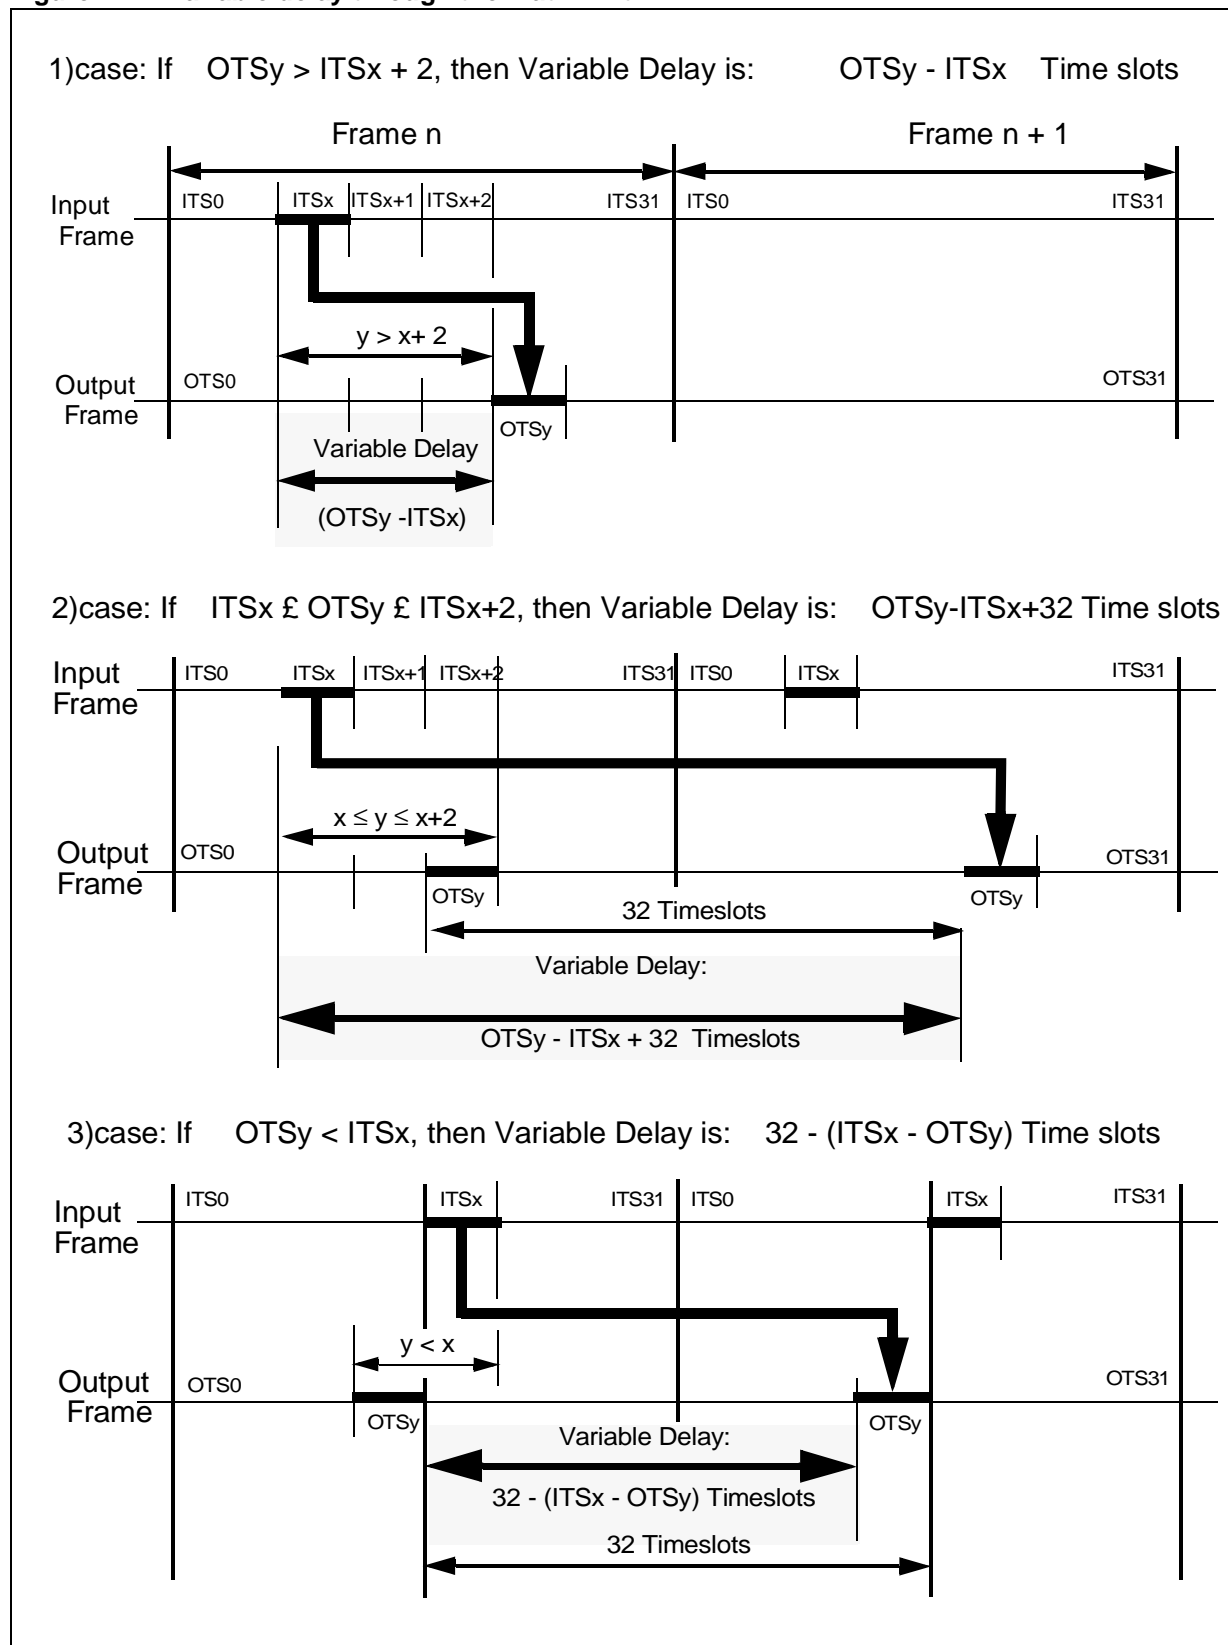 1)case: If OTSy > ITSx + 2, then Variable Delay is: OTSy - ITSx Time slots
Frame n
Frame n + 1
ITS0 ITSx ITSx+1 ITSx+2 ITS31 ITS0 ITS31
Input
Frame
y > x+ 2
Output
Frame
OTS0
OTS31
OTSy
Variable Delay
(OTSy -ITSx)
2)case: If ITSx £ OTSy £ ITSx+2, then Variable Delay is: OTSy-ITSx+32 Time slots
Input
Frame
ITS0 ITSx ITSx+1 ITSx+2 ITS31 ITS0 ITSx ITS31
x ≤ y ≤ x+2
Output
Frame
OTS0
OTS31
OTSy
OTSy
32 Timeslots
Variable Delay:
OTSy - ITSx + 32 Timeslots
3)case: If OTSy < ITSx, then Variable Delay is: 32 - (ITSx - OTSy) Time slots
ITS0 ITSx ITS31 ITS0 ITSx ITS31
Input
Frame
y < x
Output
Frame
OTS0
OTS31
OTSy
OTSy
Variable Delay:
32 - (ITSx - OTSy) Timeslots
32 Timeslots